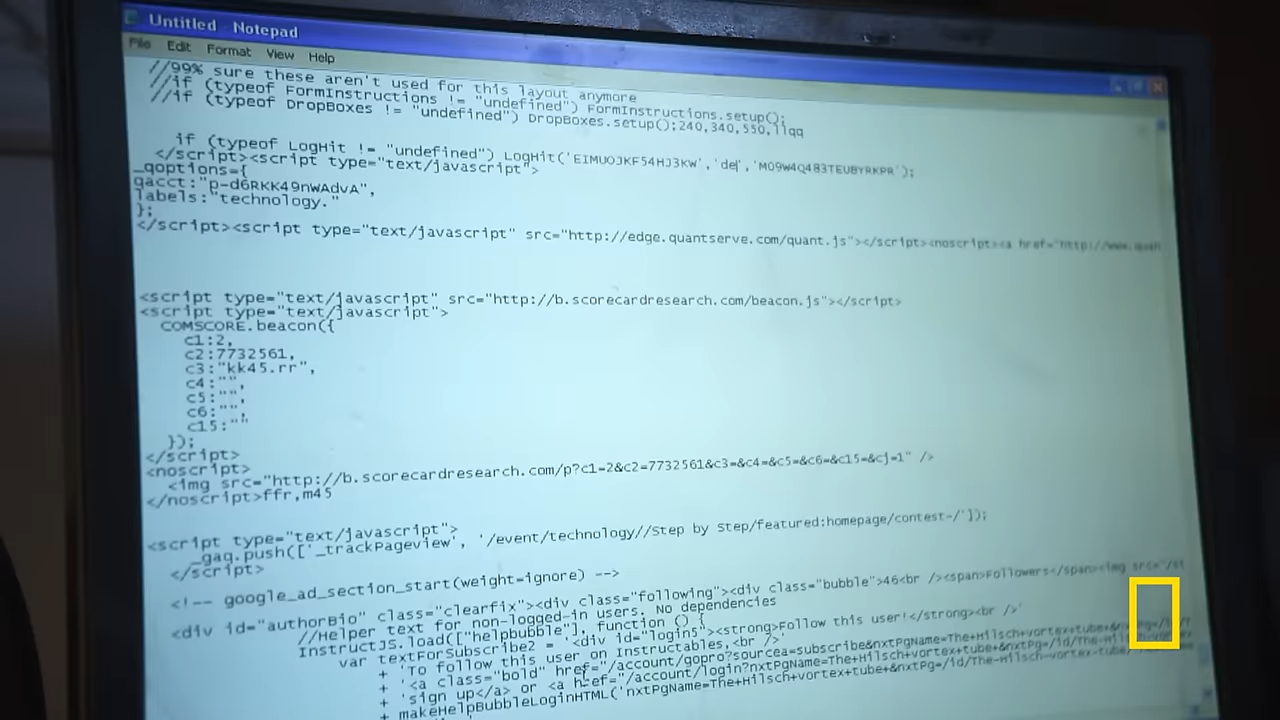 Untitled - Notepad
File Edit Format View Help
//99% sure these aren't used for this layout anymore
//if (typeof FormInstructions != "undefined") FormInstructions.setup();
//if (typeof DropBoxes != "undefined") DropBoxes.setup();240,340,550,11qq
if (typeof LogHit != "undefined") LogHit('EIMUOJKF54HJ3KW','de','MO9W4Q483TEUBYRKPR');
</script><script type="text/javascript">
_qoptions={
qacct:"p-d6RKK49nWAdvA",
labels:"technology."
};
</script><script type="text/javascript" src="http://edge.quantserve.com/quant.js"></script><noscript><a href="http://www.quan
<script type="text/javascript" src="http://b.scorecardresearch.com/beacon.js"></script>
<script type="text/javascript">
COMSCORE.beacon({
c1:2,
c2:7732561,
c3:"kk45.rr",
c4:"",
c5:"",
c6:"",
c15:""
});
</script>
<noscript>
<img src="http://b.scorecardresearch.com/p?c1=2&c2=7732561&c3=&c4=&c5=&c6=&c15=&cj=1" />
</noscript>ffr,m45
<script type="text/javascript">
_gaq.push(['_trackPageview', '/event/technology//Step by Step/featured:homepage/contest-/']);
</script>
<!-- google_ad_section_start(weight=ignore) -->
<div id="authorBio" class="clearfix"><div class="following"><div class="bubble">46<br /><span>Followers</span><img src="/st
//Helper text for non-logged-in users. No dependencies
InstructJS.load(["helpbubble"], function () {
var textForSubscribe2 = '<div id="login5"><strong>Follow this user!</strong><br />'
+ 'To follow this user on Instructables,<br />'
+ '<a class="bold" href="/account/gopro?sourcea=subscribe&nxtPgName=The+Hilsch+vortex+tube+&nxtPg=/id/T
+ 'sign up</a> or <a href="/account/login?nxtPgName=The+Hilsch+vortex+tube+&nxtPg=/id/The-Hilsch-vortex-
+ makeHelpBubbleLoginHTML('nxtPgName=The+Hilsch+vortex+tube+&nxtPg=/id/The-Hilsch-vortex-tube/